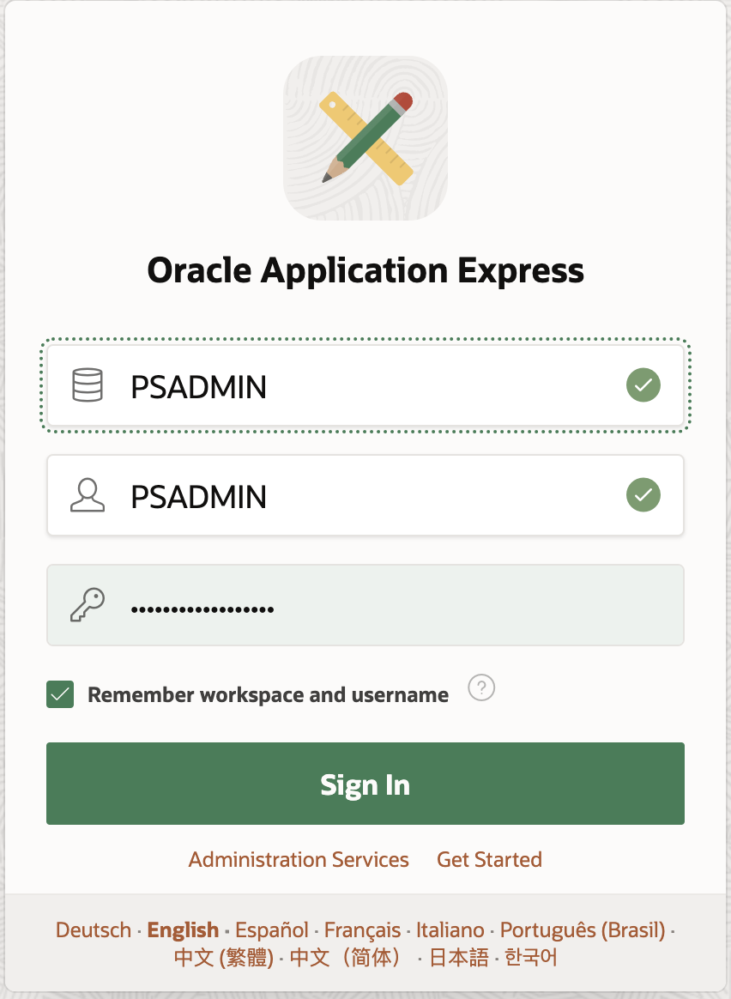 Oracle Application Express
PSADMIN
PSADMIN
••••••••••••••••••
Remember workspace and username ?
Sign In
Administration Services Get Started
Deutsch · English · Español · Français · Italiano · Português (Brasil) ·
中文 (繁體) · 中文（简体） · 日本語 · 한국어